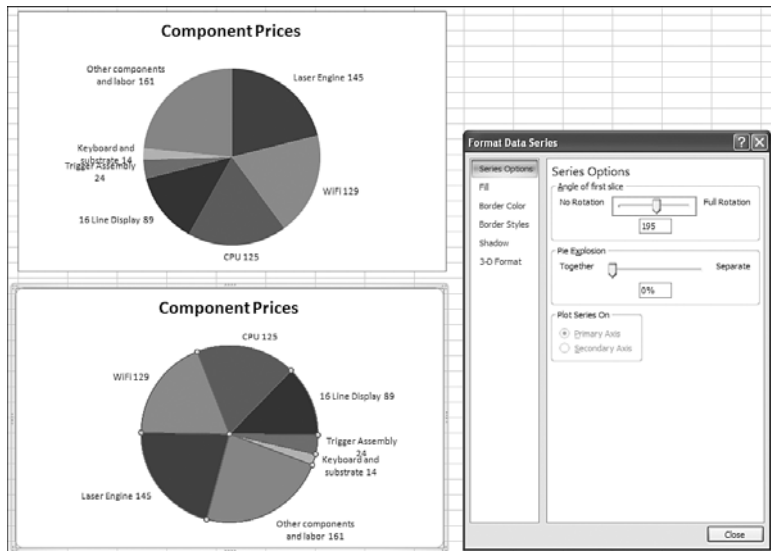 Component Prices
Other components
and labor 161
Laser Engine 145
Keyboard and
substrate 14
Trigger Assembly
24
WiFi 129
16 Line Display 89
CPU 125
Component Prices
CPU 125
WiFi 129
16 Line Display 89
Trigger Assembly
24
Keyboard and
substrate 14
Laser Engine 145
Other components
and labor 161
Format Data Series
Series Options
Fill
Border Color
Border Styles
Shadow
3-D Format
Series Options
Angle of first slice
No Rotation
Full Rotation
195
Pie Explosion
Together
Separate
0%
Plot Series On
Primary Axis
Secondary Axis
Close